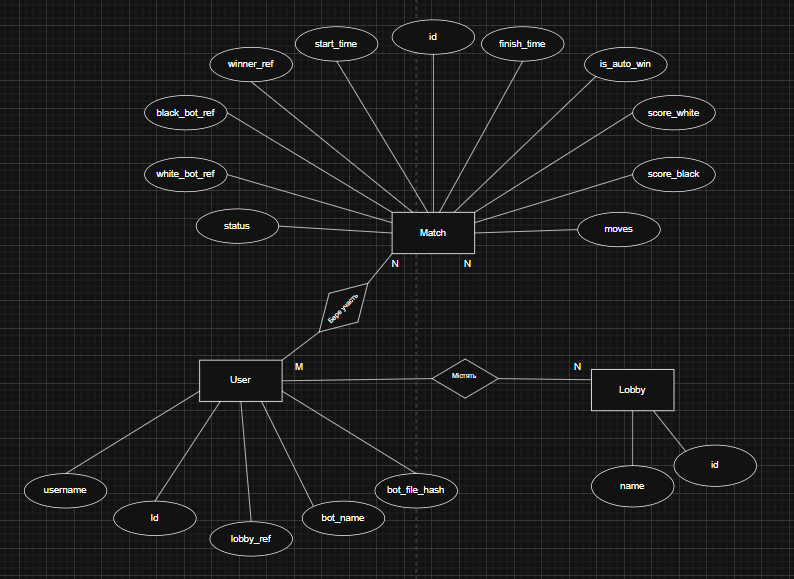 id
start_time
finish_time
winner_ref
is_auto_win
black_bot_ref
score_white
white_bot_ref
score_black
status
Match
moves
N
N
Бере участь
M
N
User
Містять
Lobby
username
Id
lobby_ref
bot_name
bot_file_hash
name
id